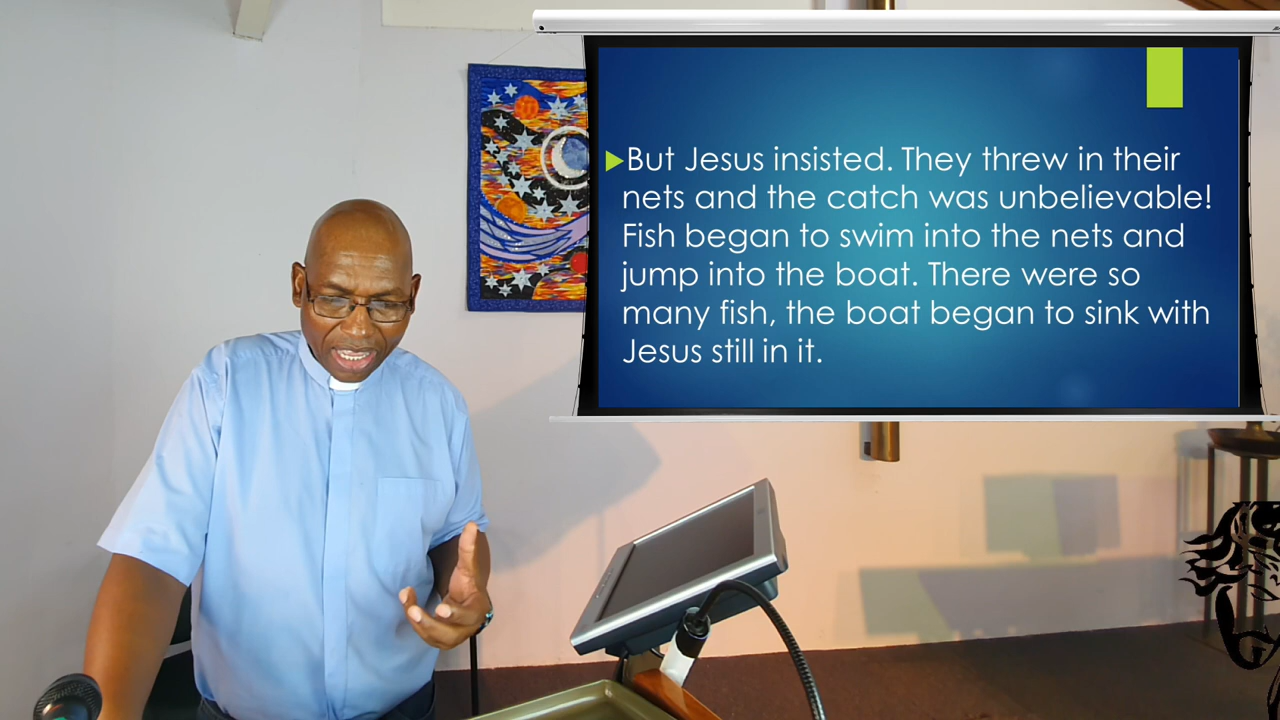 But Jesus insisted. They threw in their
nets and the catch was unbelievable!
Fish began to swim into the nets and
jump into the boat. There were so
many fish, the boat began to sink with
Jesus still in it.